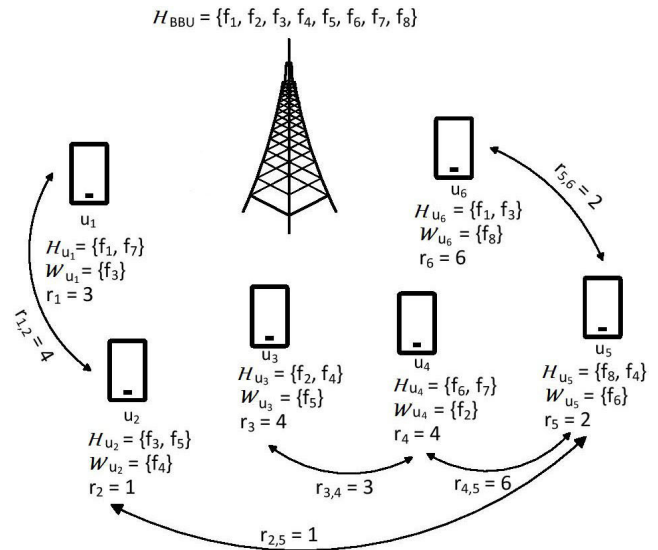 H_BBU = {f₁, f₂, f₃, f₄, f₅, f₆, f₇, f₈}
u₁
H_u₁ = {f₁, f₇}
W_u₁ = {f₃}
r₁ = 3
r₁,₂ = 4
u₂
H_u₂ = {f₃, f₅}
W_u₂ = {f₄}
r₂ = 1
u₃
H_u₃ = {f₂, f₄}
W_u₃ = {f₅}
r₃ = 4
r₃,₄ = 3
u₄
H_u₄ = {f₆, f₇}
W_u₄ = {f₂}
r₄ = 4
r₄,₅ = 6
u₆
H_u₆ = {f₁, f₃}
W_u₆ = {f₈}
r₆ = 6
r₅,₆ = 2
u₅
H_u₅ = {f₈, f₄}
W_u₅ = {f₆}
r₅ = 2
r₂,₅ = 1